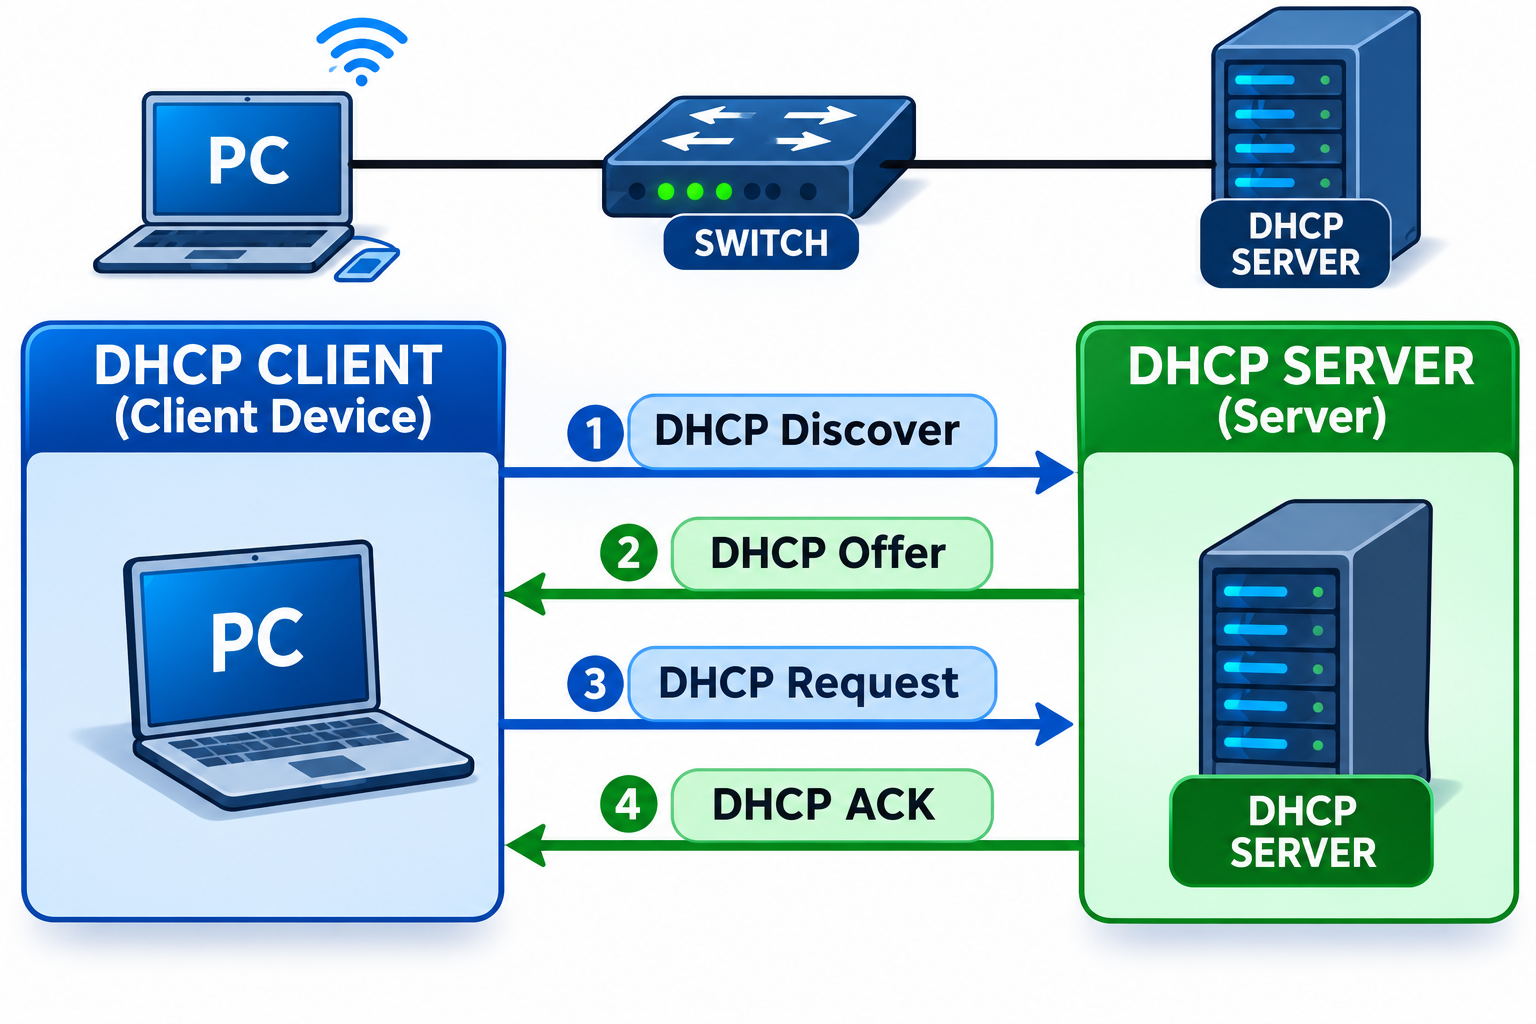 PC
SWITCH
DHCP
SERVER
DHCP CLIENT
(Client Device)
DHCP SERVER
(Server)
1 DHCP Discover
2 DHCP Offer
3 DHCP Request
4 DHCP ACK
PC
DHCP
SERVER